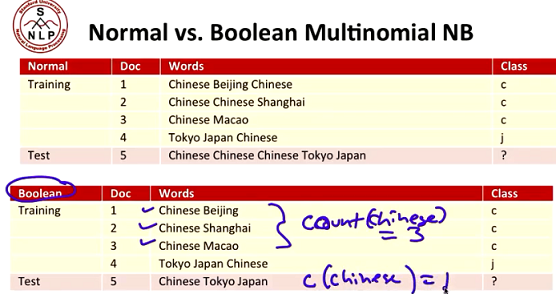 Stanford University
S
NLP
Natural Language Processing
Normal vs. Boolean Multinomial NB
Normal Doc Words Class
Training 1 Chinese Beijing Chinese c
2 Chinese Chinese Shanghai c
3 Chinese Macao c
4 Tokyo Japan Chinese j
Test 5 Chinese Chinese Chinese Tokyo Japan ?
Boolean Doc Words Class
Training 1 Chinese Beijing c
2 Chinese Shanghai c
3 Chinese Macao c
count(chinese)
= 3
4 Tokyo Japan Chinese j
Test 5 Chinese Tokyo Japan ?
c(chinese) = 1